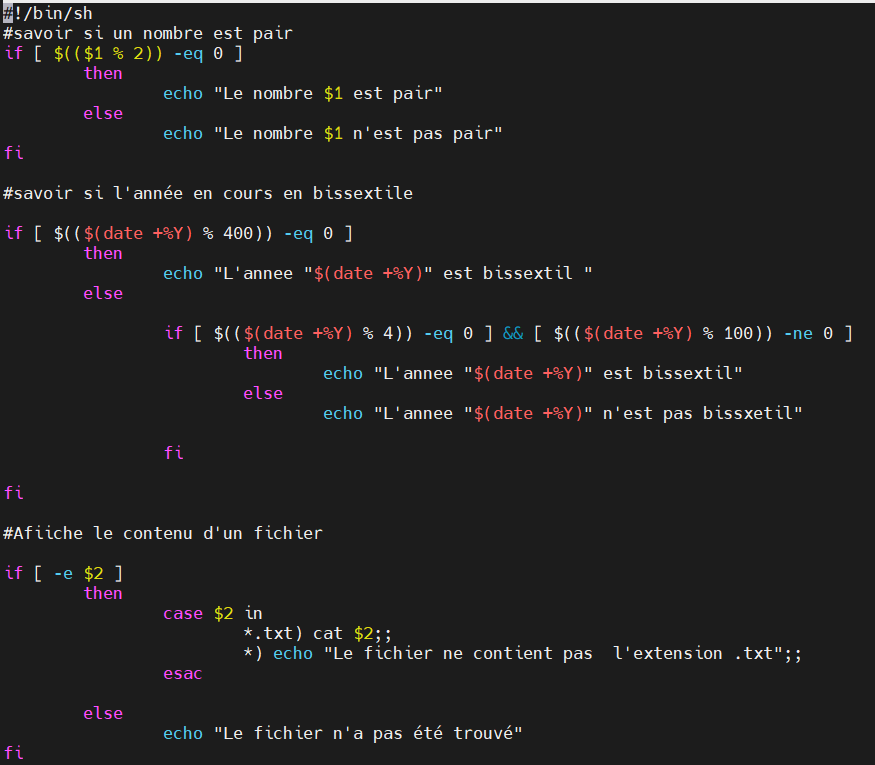 #!/bin/sh
#savoir si un nombre est pair
if [ $(($1 % 2)) -eq 0 ]
        then
                echo "Le nombre $1 est pair"
        else
                echo "Le nombre $1 n'est pas pair"
fi

#savoir si l'année en cours en bissextile

if [ $(($(date +%Y) % 400)) -eq 0 ]
        then
                echo "L'annee "$(date +%Y)" est bissextil "
        else

                if [ $(($(date +%Y) % 4)) -eq 0 ] && [ $(($(date +%Y) % 100)) -ne 0 ]
                        then
                                echo "L'annee "$(date +%Y)" est bissextil"
                        else
                                echo "L'annee "$(date +%Y)" n'est pas bissxetil"

                fi

fi

#Afiiche le contenu d'un fichier

if [ -e $2 ]
        then
                case $2 in
                        *.txt) cat $2;;
                        *) echo "Le fichier ne contient pas  l'extension .txt";;
                esac

        else
                echo "Le fichier n'a pas été trouvé"
fi